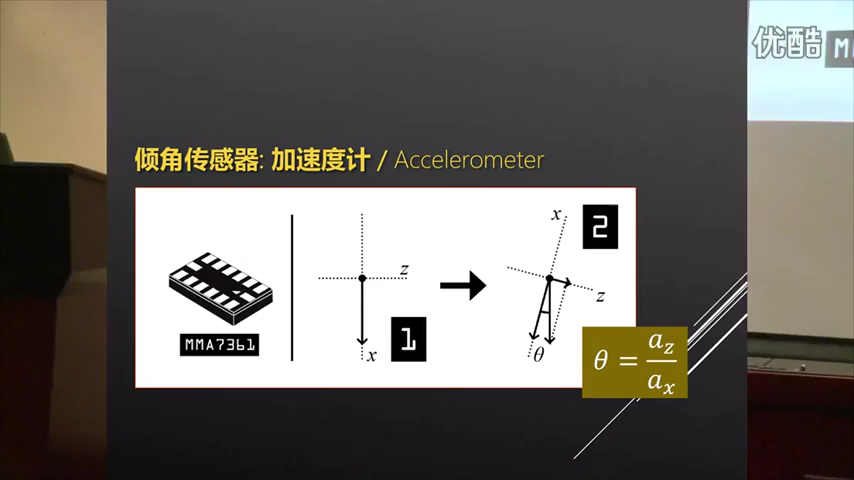 优酷
M
倾角传感器: 加速度计 / Accelerometer
x
2
z
z
MMA7361
1
x
θ
θ = a_z / a_x